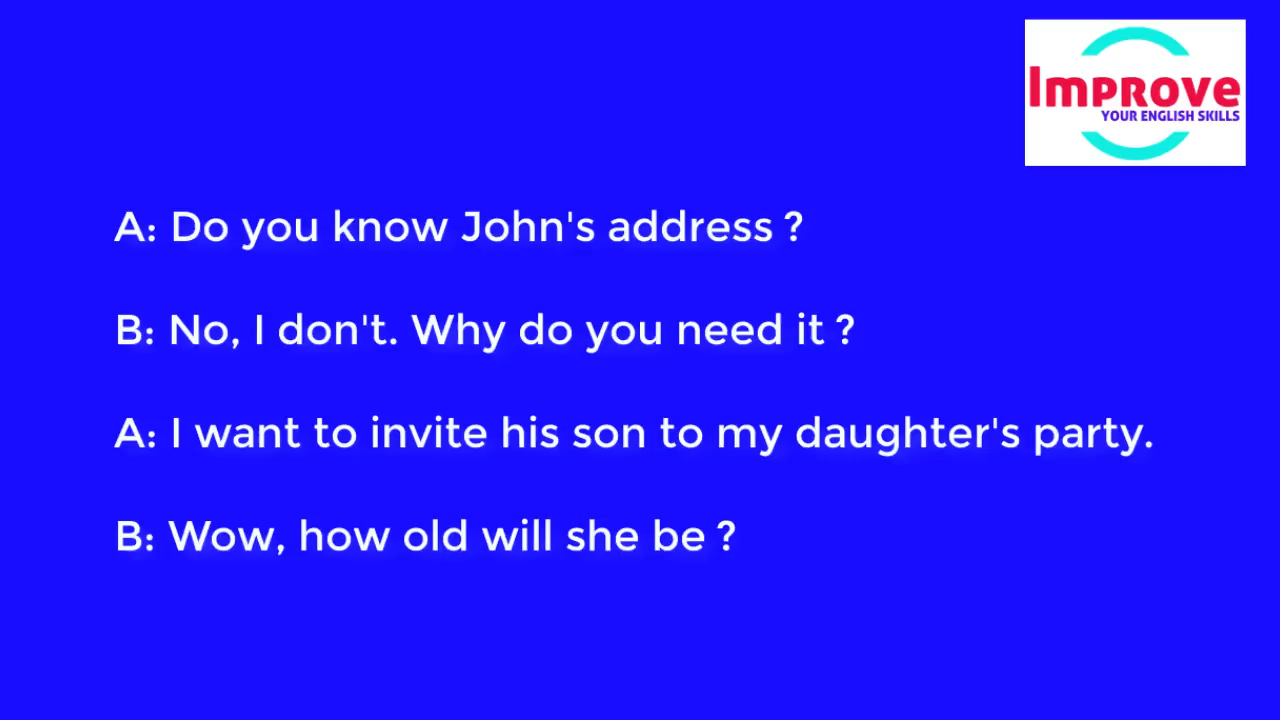 Improve
YOUR ENGLISH SKILLS
A: Do you know John's address ?
B: No, I don't. Why do you need it ?
A: I want to invite his son to my daughter's party.
B: Wow, how old will she be ?